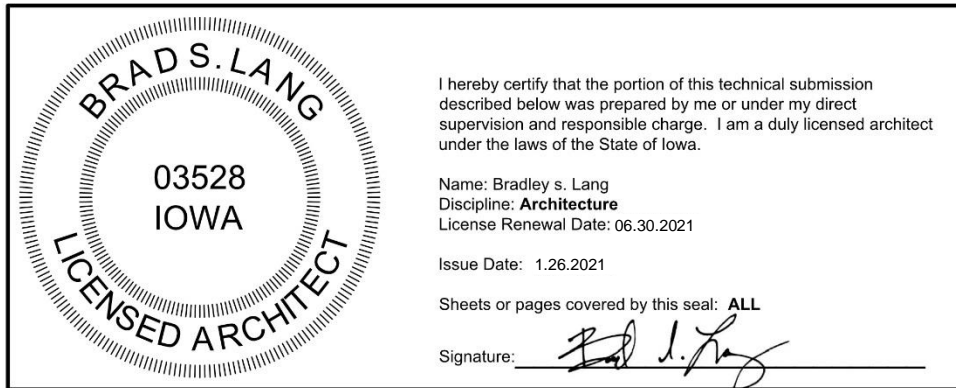 BRAD S. LANG
03528
IOWA
LICENSED ARCHITECT
I hereby certify that the portion of this technical submission
described below was prepared by me or under my direct
supervision and responsible charge. I am a duly licensed architect
under the laws of the State of Iowa.
Name: Bradley s. Lang
Discipline: Architecture
License Renewal Date: 06.30.2021
Issue Date: 1.26.2021
Sheets or pages covered by this seal: ALL
Signature: Brad S. Lang